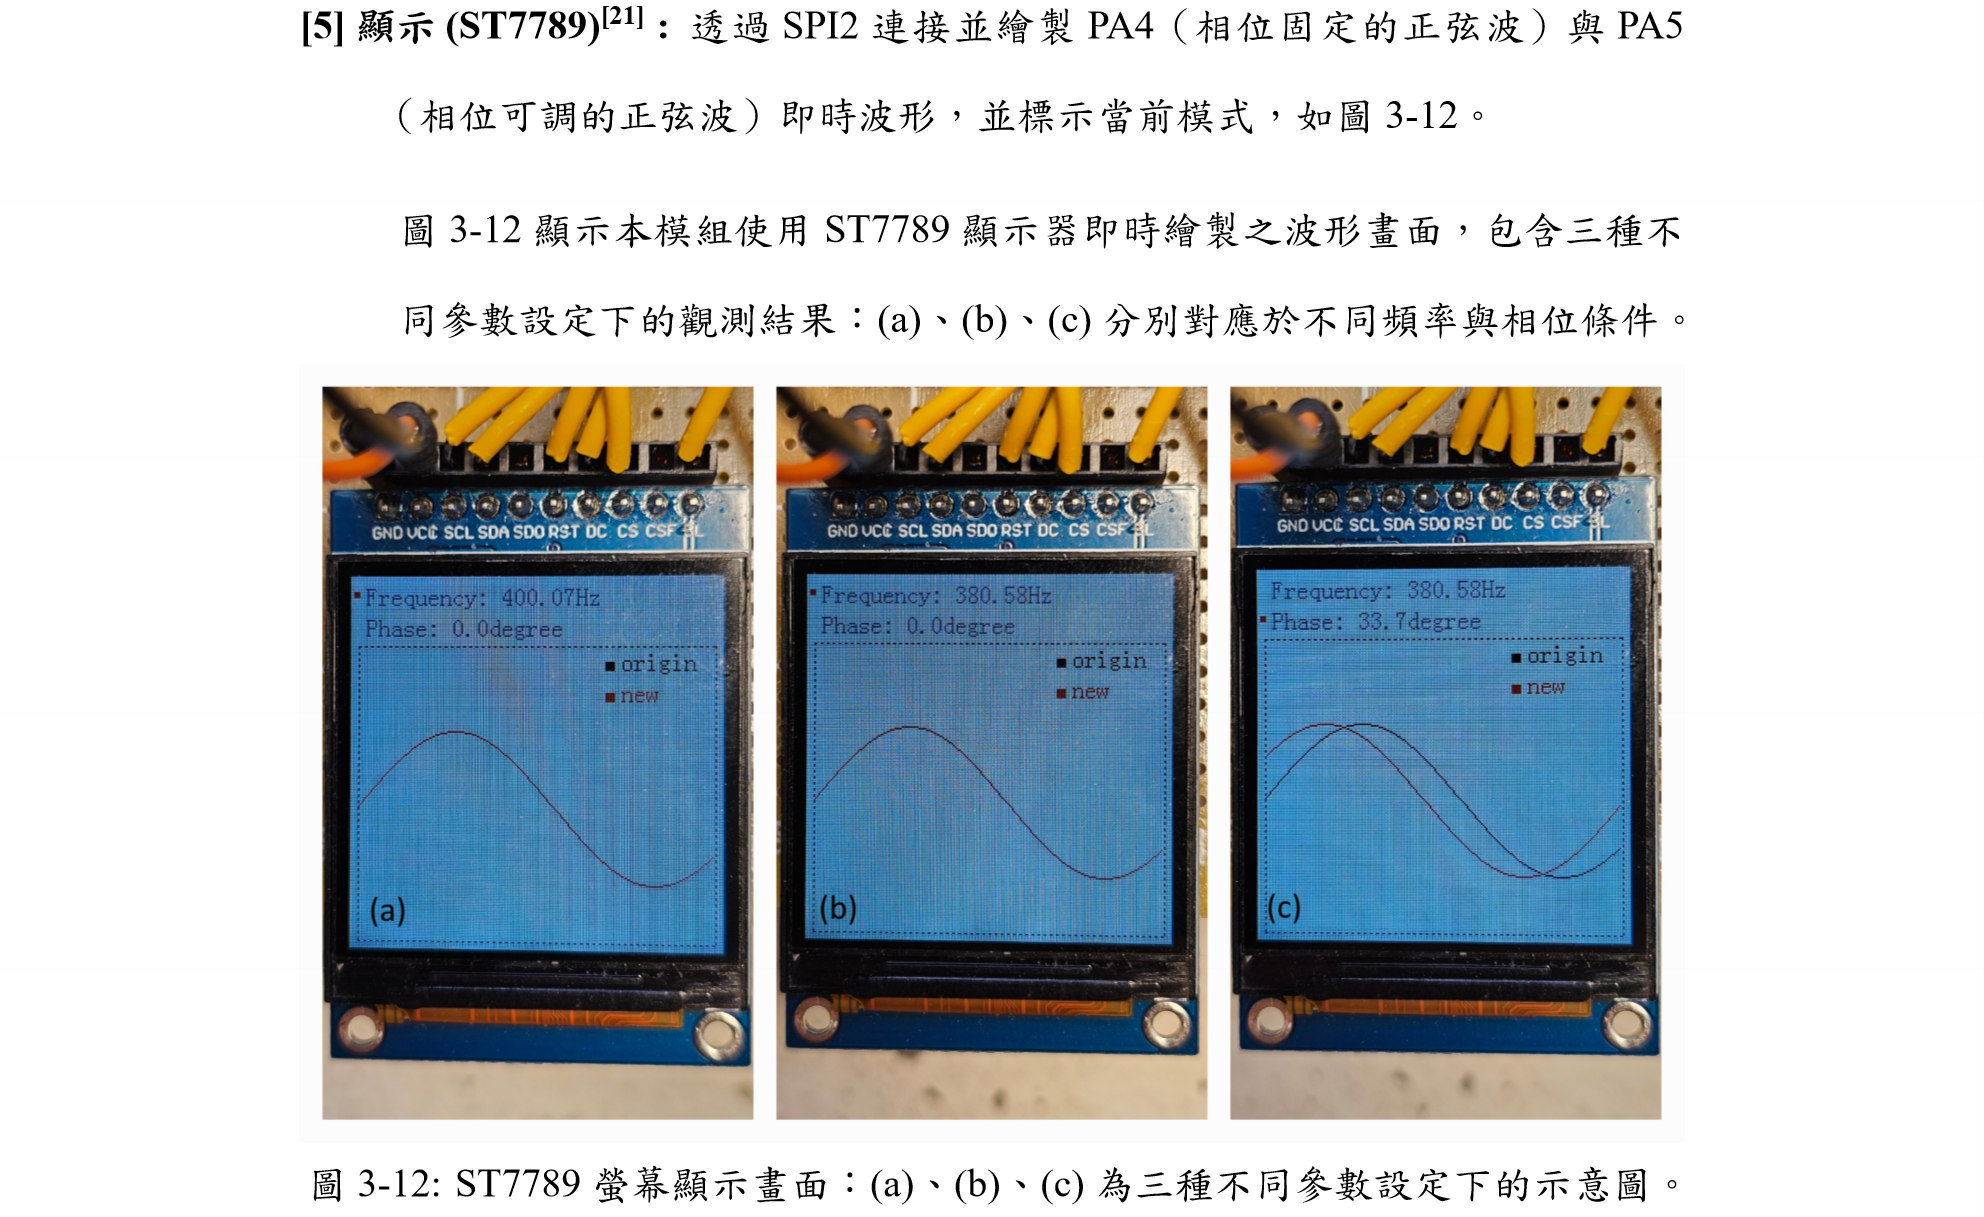 [5] 顯示 (ST7789)[21]：透過 SPI2 連接並繪製 PA4（相位固定的正弦波）與 PA5
（相位可調的正弦波）即時波形，並標示當前模式，如圖 3-12。
圖 3-12 顯示本模組使用 ST7789 顯示器即時繪製之波形畫面，包含三種不
同參數設定下的觀測結果：(a)、(b)、(c) 分別對應於不同頻率與相位條件。
GND VCC SCL SDA SDO RST DC CS CSF BL
Frequency: 400.07Hz
Phase: 0.0degree
origin
new
(a)
GND VCC SCL SDA SDO RST DC CS CSF BL
Frequency: 380.58Hz
Phase: 0.0degree
origin
new
(b)
GND VCC SCL SDA SDO RST DC CS CSF BL
Frequency: 380.58Hz
Phase: 33.7degree
origin
new
(c)
圖 3-12: ST7789 螢幕顯示畫面：(a)、(b)、(c) 為三種不同參數設定下的示意圖。